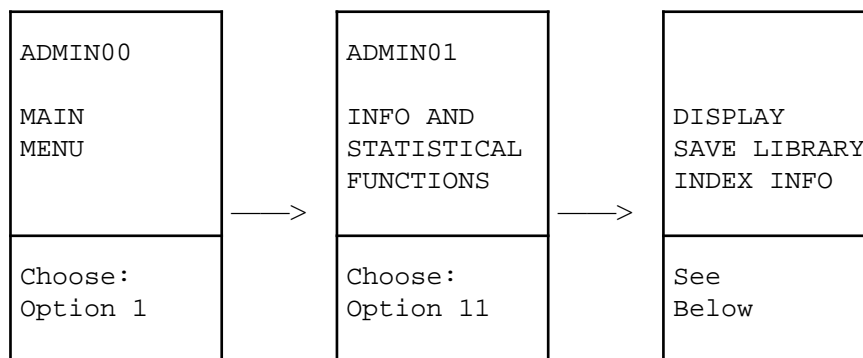 ADMIN00
MAIN
MENU
Choose:
Option 1
ADMIN01
INFO AND
STATISTICAL
FUNCTIONS
Choose:
Option 11
DISPLAY
SAVE LIBRARY
INDEX INFO
See
Below